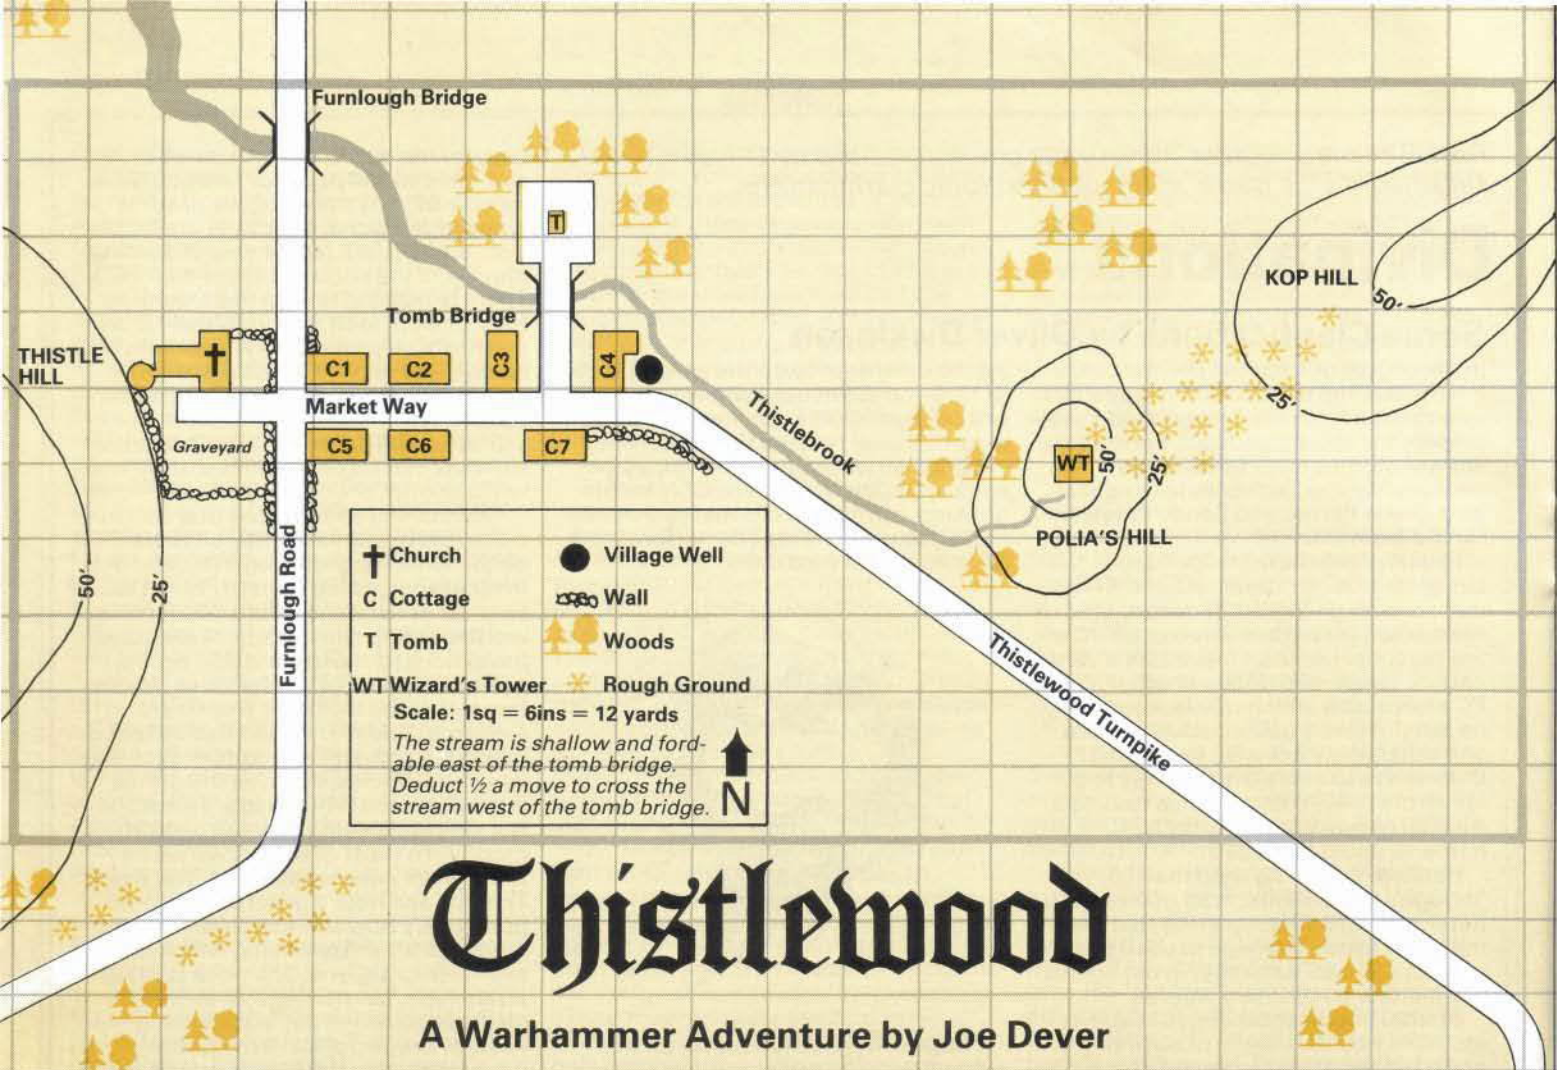 Furnlough Bridge
T
KOP HILL
50'
Tomb Bridge
THISTLE
HILL
C1
C2
C3
C4
25'
Market Way
Thistlebrook
Graveyard
C5
C6
C7
WT
50'
25'
POLIA'S HILL
Furnlough Road
50'
25'
Church
Village Well
C Cottage
Wall
T Tomb
Woods
WT Wizard's Tower
Rough Ground
Scale: 1sq = 6ins = 12 yards
The stream is shallow and ford-
able east of the tomb bridge.
Deduct ½ a move to cross the
stream west of the tomb bridge.
N
Thistlewood Turnpike
Thistlewood
A Warhammer Adventure by Joe Dever